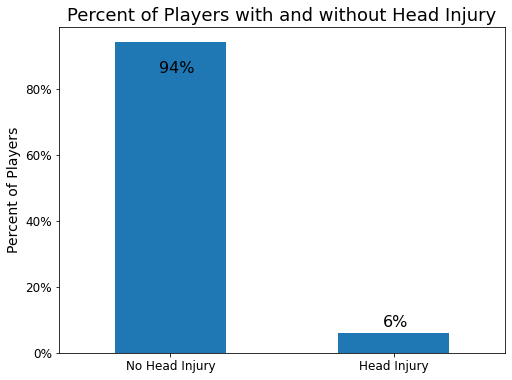 Percent of Players with and without Head Injury
Percent of Players
80%
60%
40%
20%
0%
94%
6%
No Head Injury
Head Injury